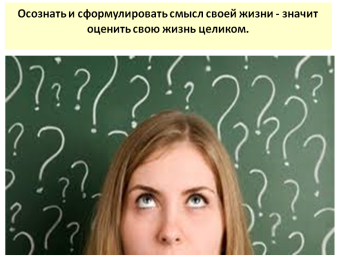 Осознать и сформулировать смысл своей жизни - значит
оценить свою жизнь целиком.